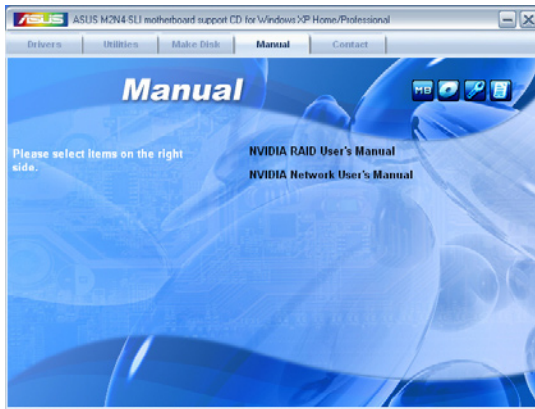 ASUS ASUS M2N4-SLI motherboard support CD for Windows XP Home/Professional
Drivers Utilities Make Disk Manual Contact
Manual
MB
Please select items on the right
side.
NVIDIA RAID User's Manual
NVIDIA Network User's Manual